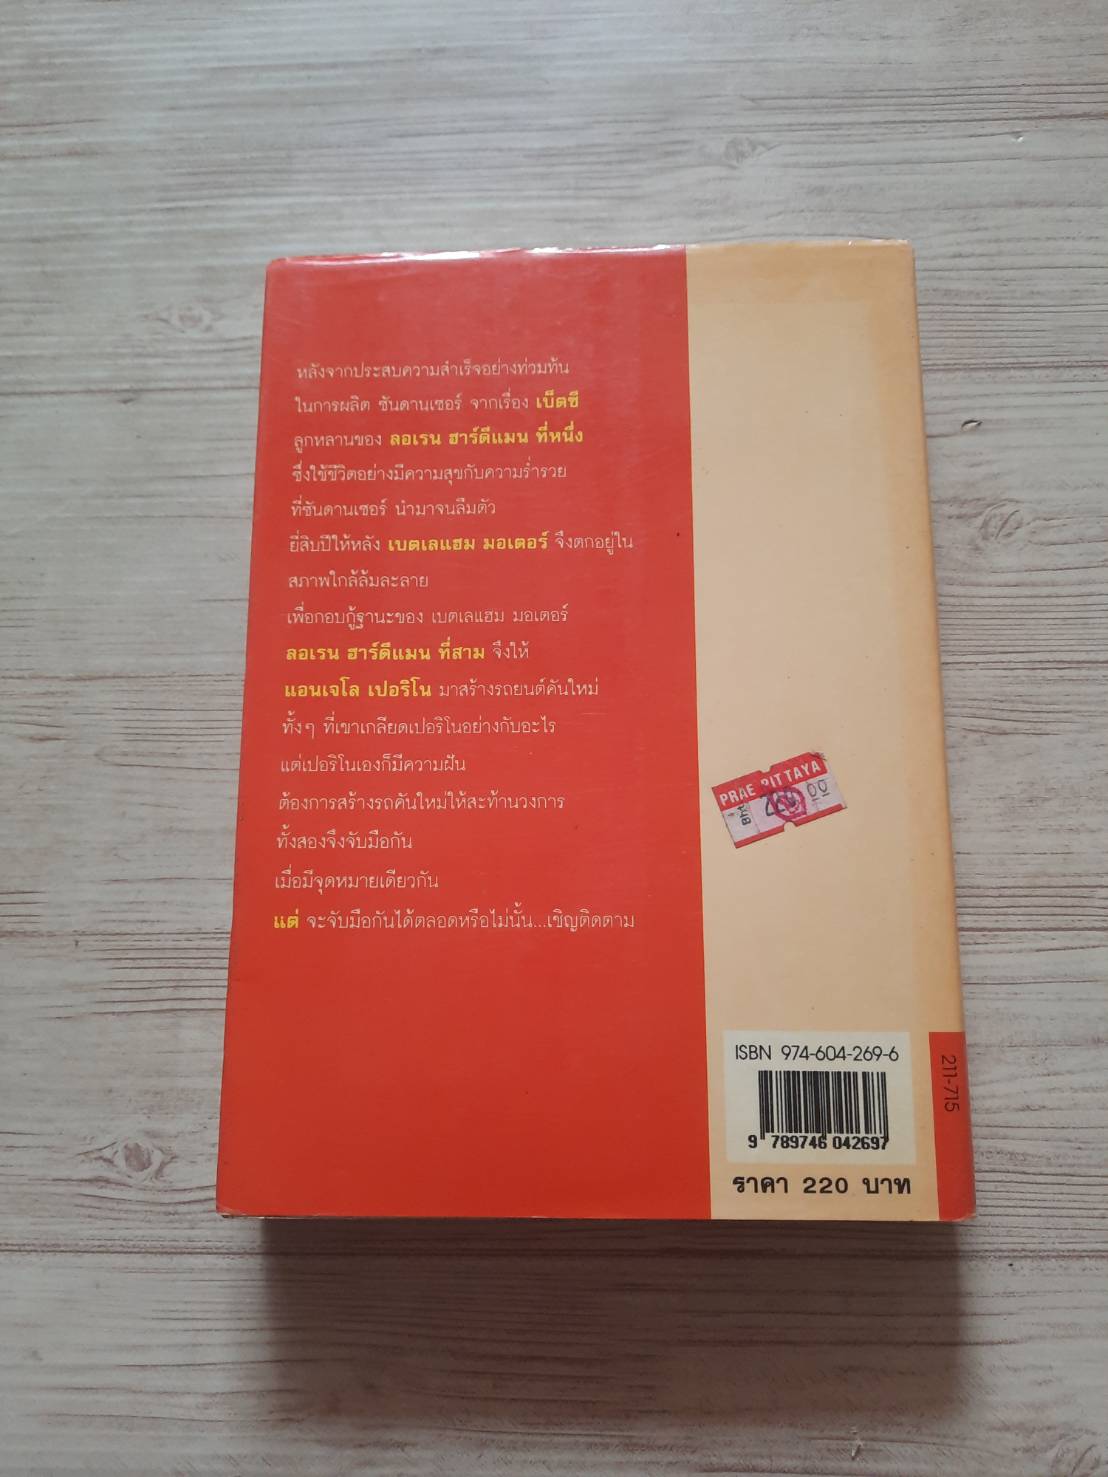 หลังจากประสบความสำเร็จอย่างท่วมท้น
ในการผลิต ซันดานเซอร์ จากเรื่อง เบ็ตซี
ลูกหลานของ ลอเรน ฮาร์ดีแมน ที่หนึ่ง
ซึ่งใช้ชีวิตอย่างมีความสุขกับความร่ำรวย
ที่ซันดานเซอร์ นำมาจนลืมตัว
ยี่สิบปีให้หลัง เบตเลแฮม มอเตอร์ จึงตกอยู่ใน
สภาพใกล้ล้มละลาย
เพื่อกอบกู้ฐานะของ เบตเลแฮม มอเตอร์
ลอเรน ฮาร์ดีแมน ที่สาม จึงให้
แอนเจโล เปอริโน มาสร้างรถยนต์คันใหม่
ทั้งๆ ที่เขาเกลียดเปอริโนอย่างกับอะไร
แต่เปอริโนเองก็มีความฝัน
ต้องการสร้างรถคันใหม่ให้สะท้านวงการ
ทั้งสองจึงจับมือกัน
เมื่อมีจุดหมายเดียวกัน
แต่ จะจับมือกันได้ตลอดหรือไม่นั้น...เชิญติดตาม
PRAE PITTAYA
220 00
ISBN 974-604-269-6
9 789746 042697
ราคา 220 บาท
211-715